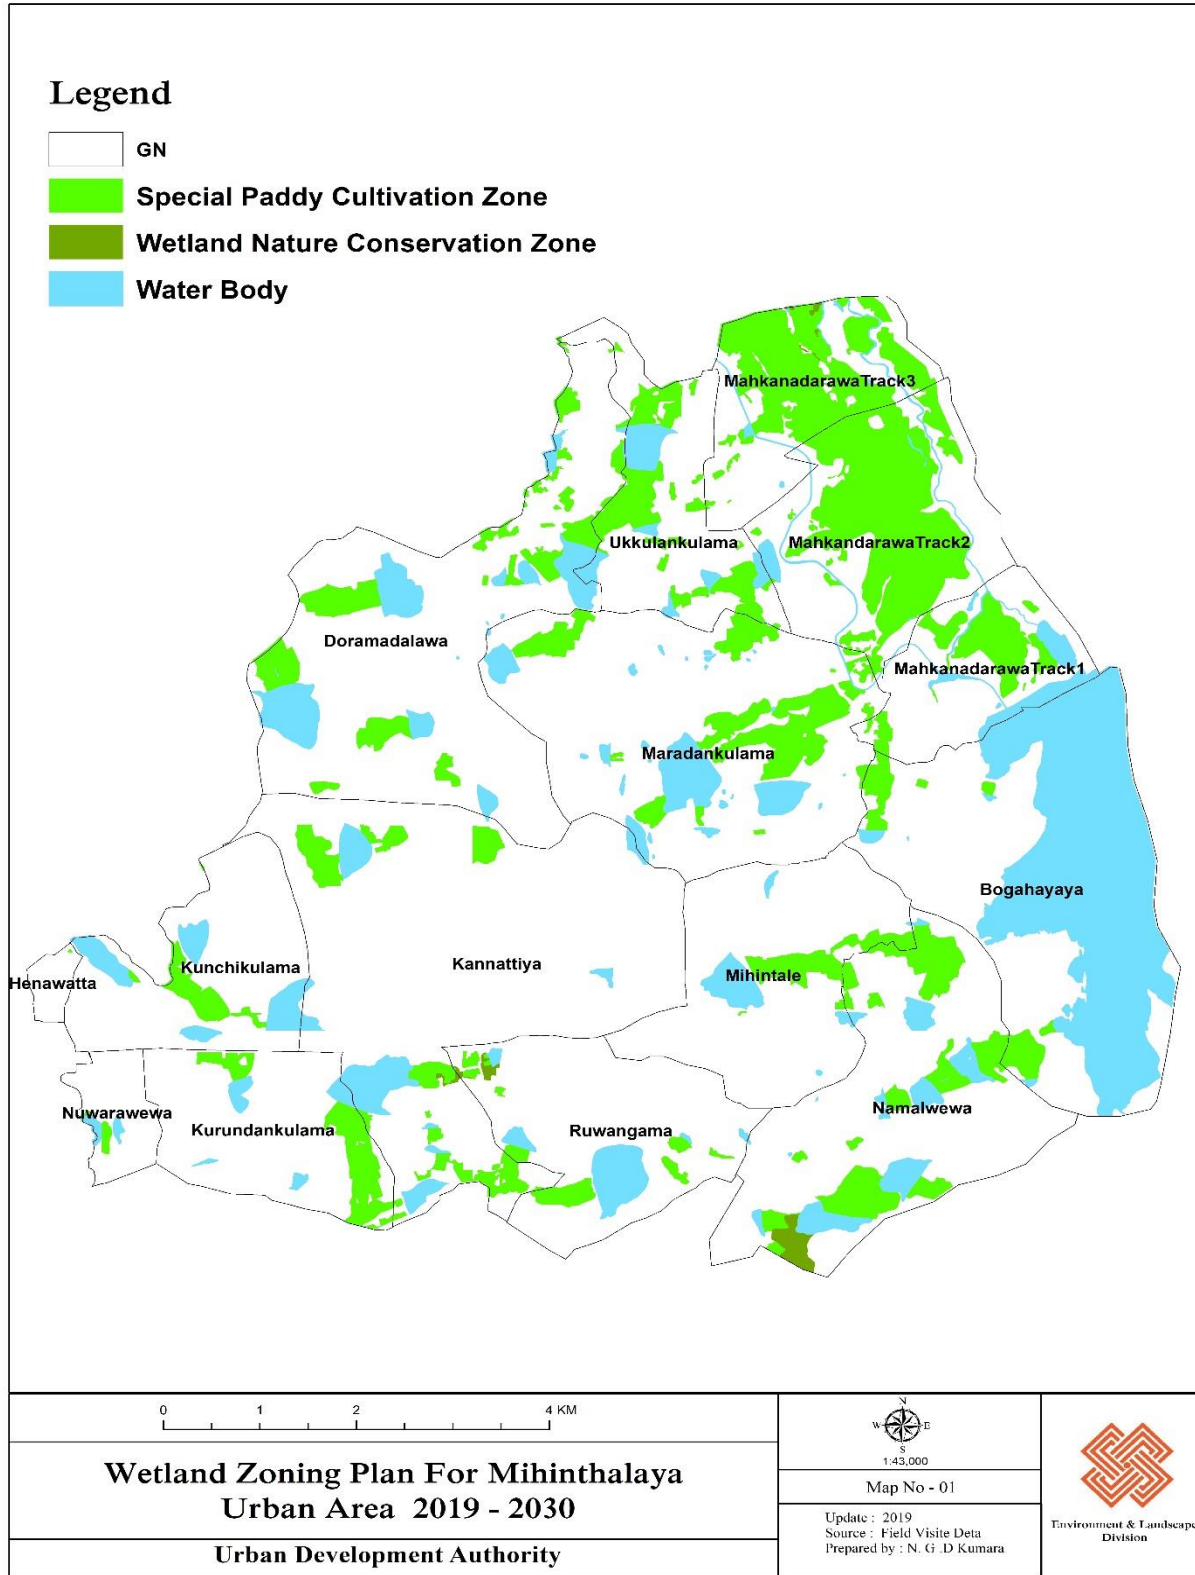 Legend
GN
Special Paddy Cultivation Zone
Wetland Nature Conservation Zone
Water Body
MahkanadarawaTrack3
Ukkulankulama
MahkandarawaTrack2
Doramadalawa
MahkanadarawaTrack1
Maradankulama
Bogahayaya
Kannattiya
Kunchikulama
Mihintale
Henawatta
Nuwarawewa
Kurundankulama
Ruwangama
Namalwewa
0 1 2 4 KM
Wetland Zoning Plan For Mihinthalaya
Urban Area 2019 - 2030
Urban Development Authority
N
W E
S
1:43,000
Map No - 01
Update : 2019
Source : Field Visite Deta
Prepared by : N. G .D Kumara
Environment & Landscape
Division